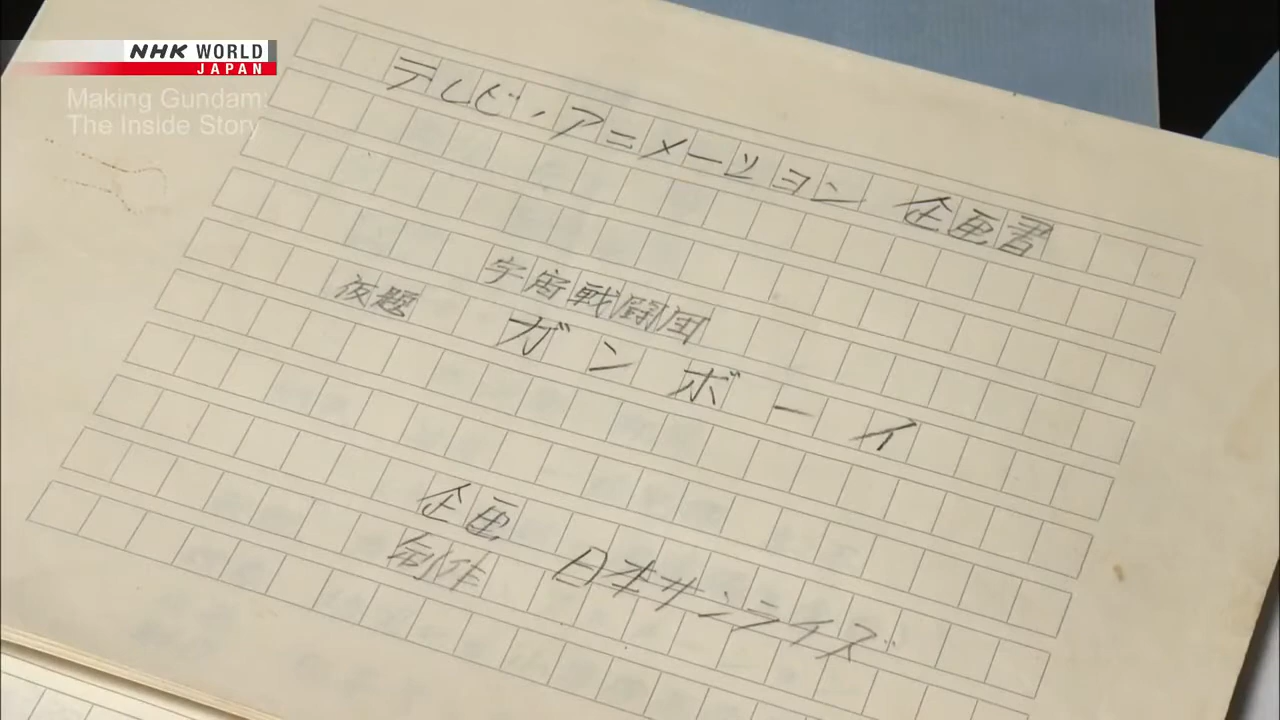 NHK WORLD
JAPAN
Making Gundam:
The Inside Story
テレビ・アニメーション 企画書
宇宙戦闘団
仮題 ガンボーイ
企画 日本サンライズ
制作